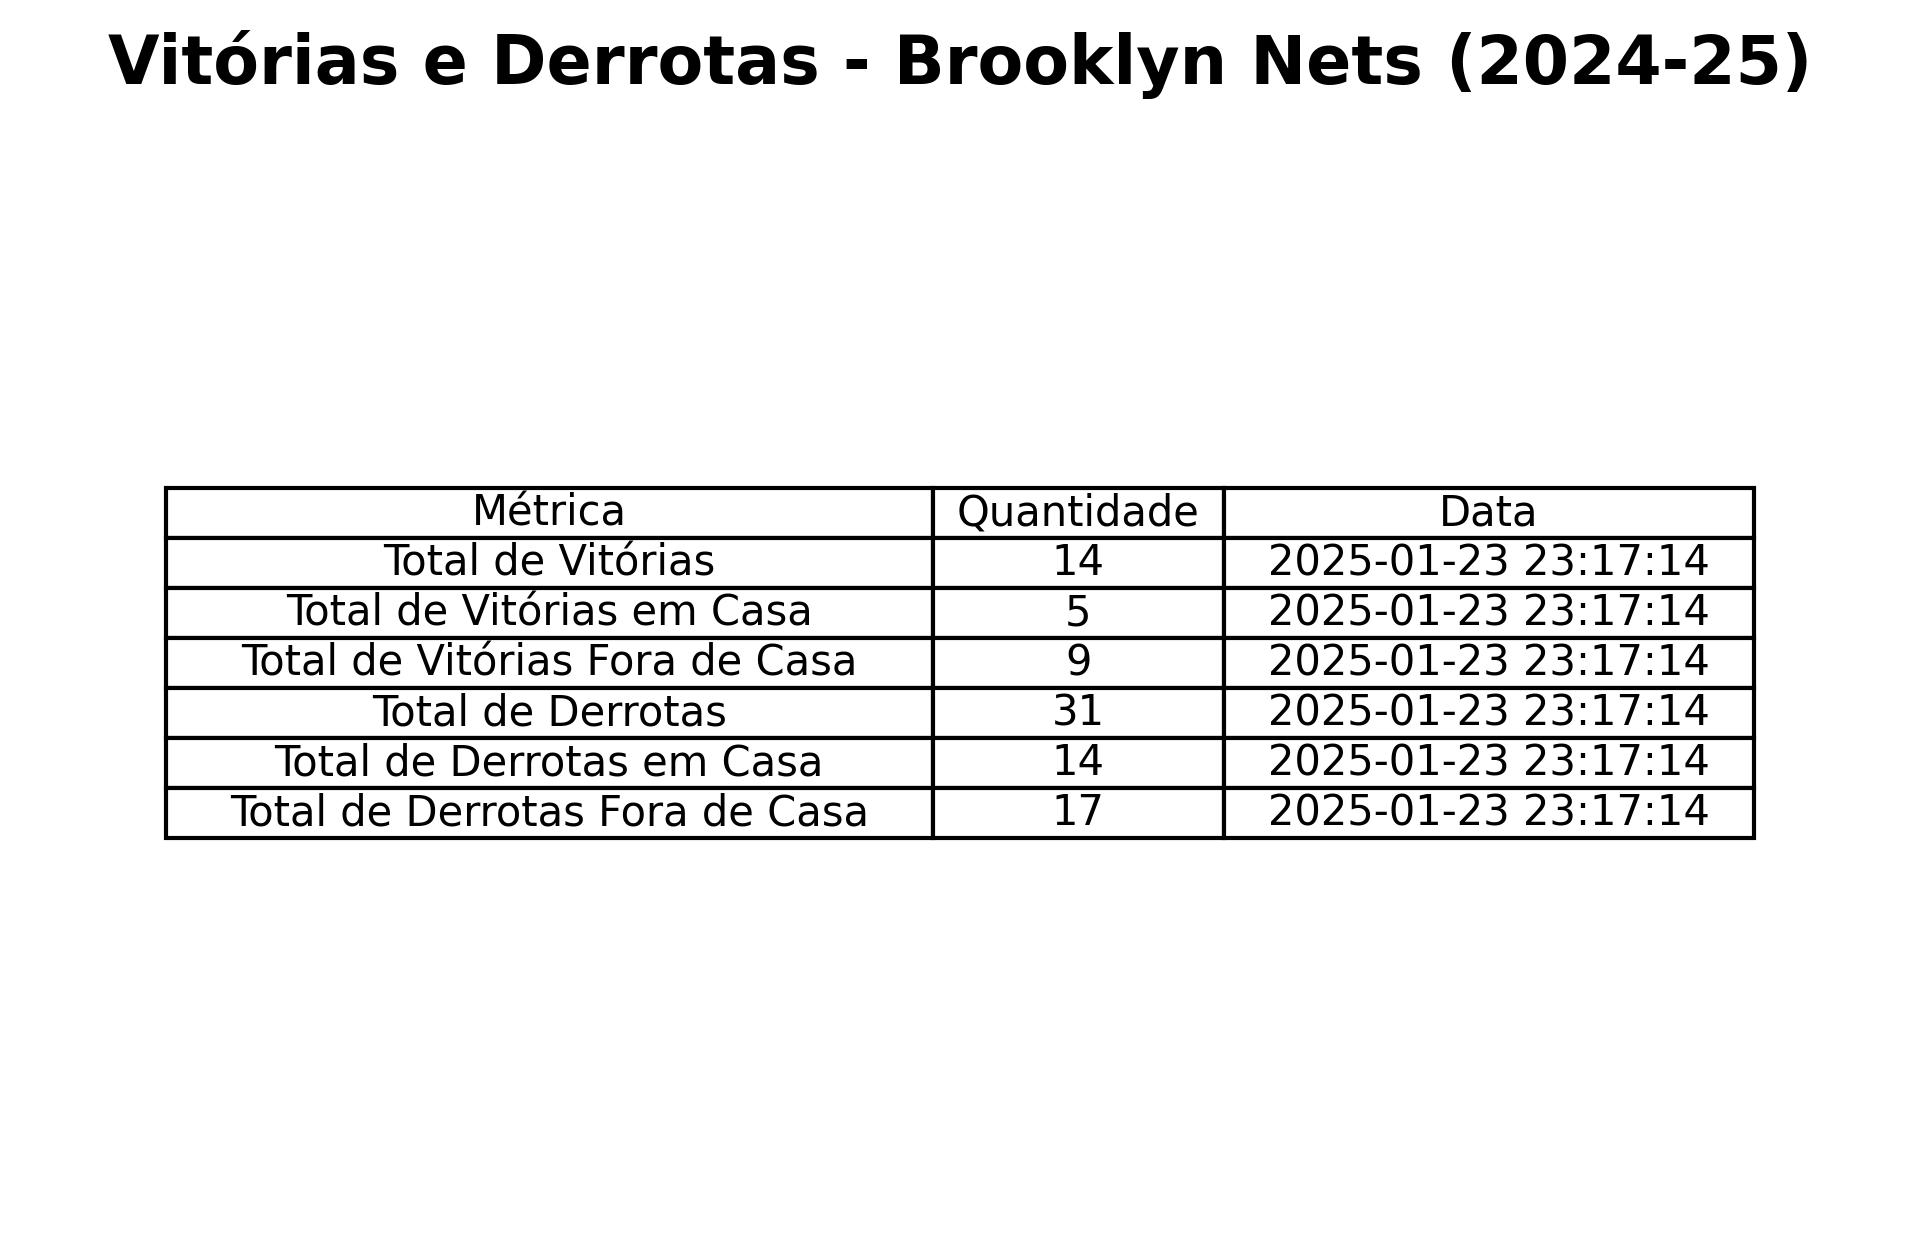 Vitórias e Derrotas - Brooklyn Nets (2024-25)
Métrica Quantidade Data
Total de Vitórias 14 2025-01-23 23:17:14
Total de Vitórias em Casa 5 2025-01-23 23:17:14
Total de Vitórias Fora de Casa 9 2025-01-23 23:17:14
Total de Derrotas 31 2025-01-23 23:17:14
Total de Derrotas em Casa 14 2025-01-23 23:17:14
Total de Derrotas Fora de Casa 17 2025-01-23 23:17:14